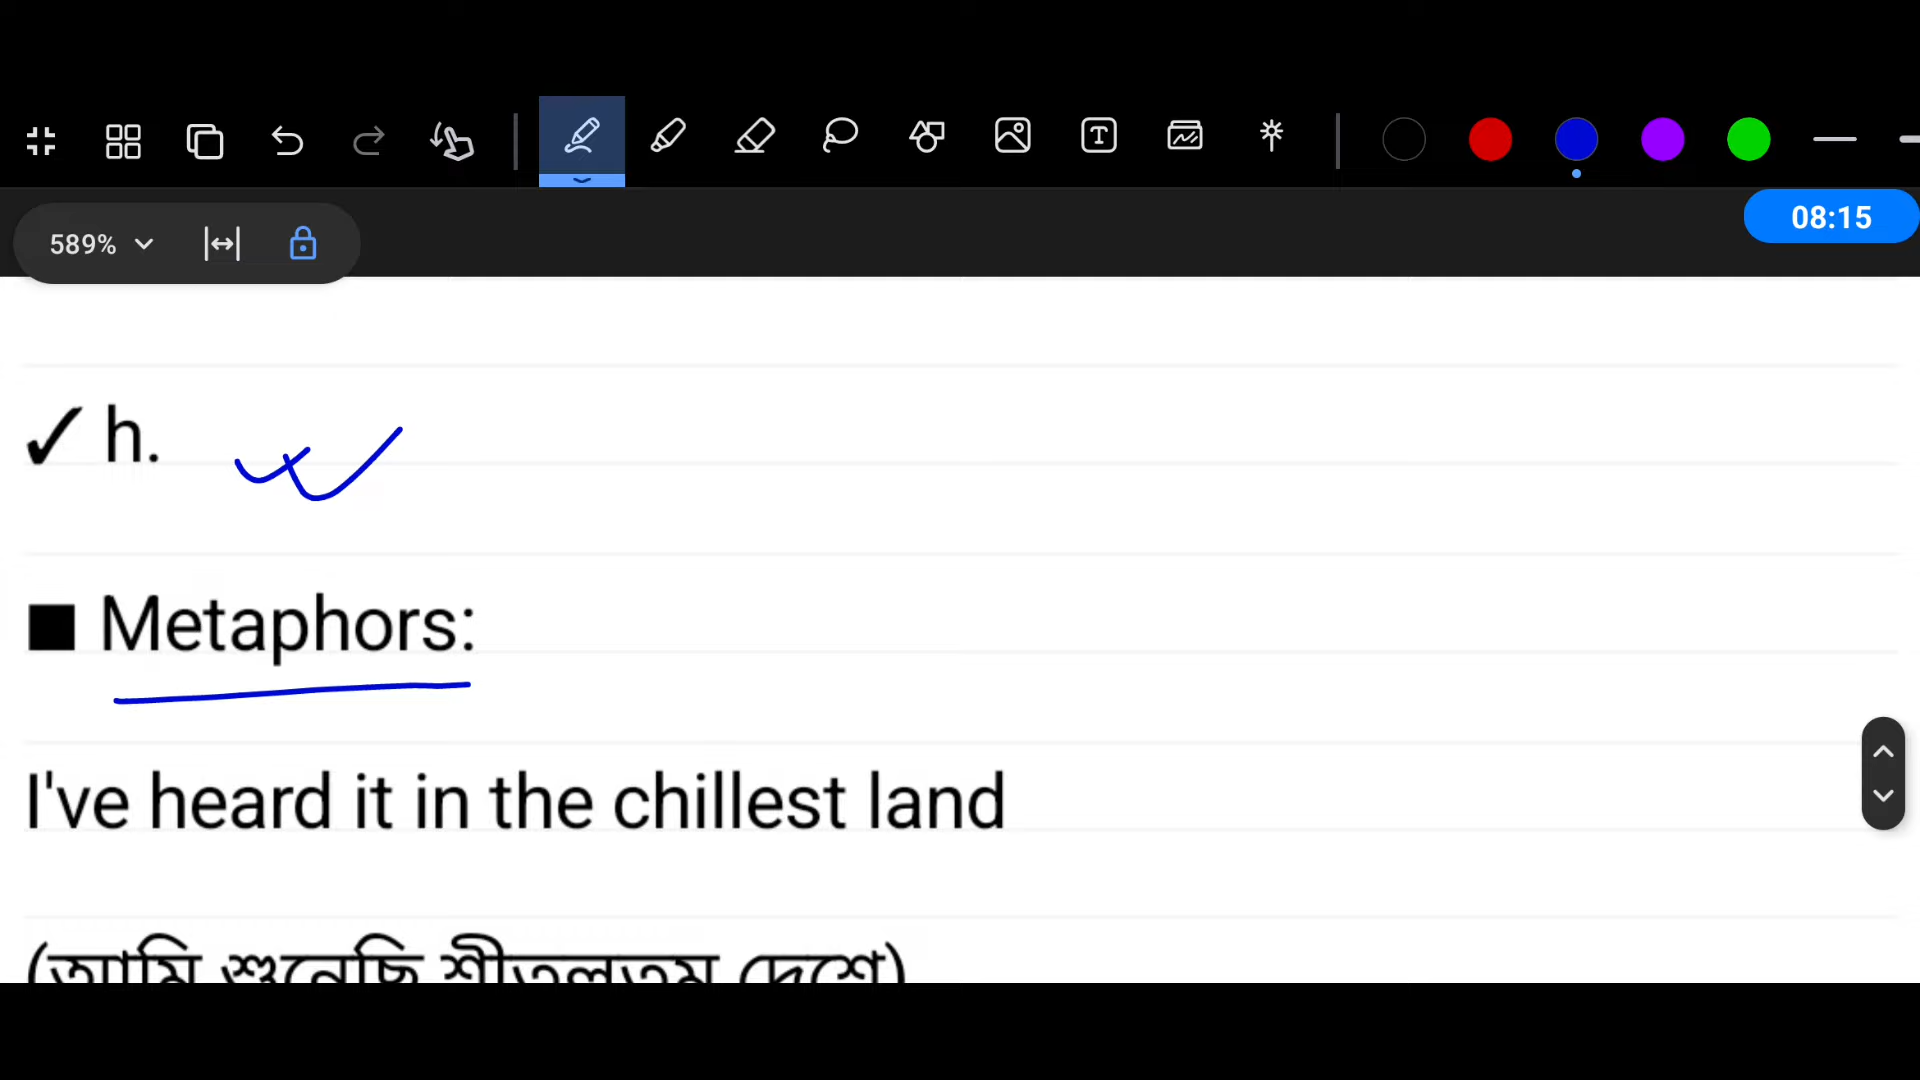 589%
08:15
✓ h.
■ Metaphors:
I've heard it in the chillest land
(আমি শুনেছি শীতলতম দেশে)